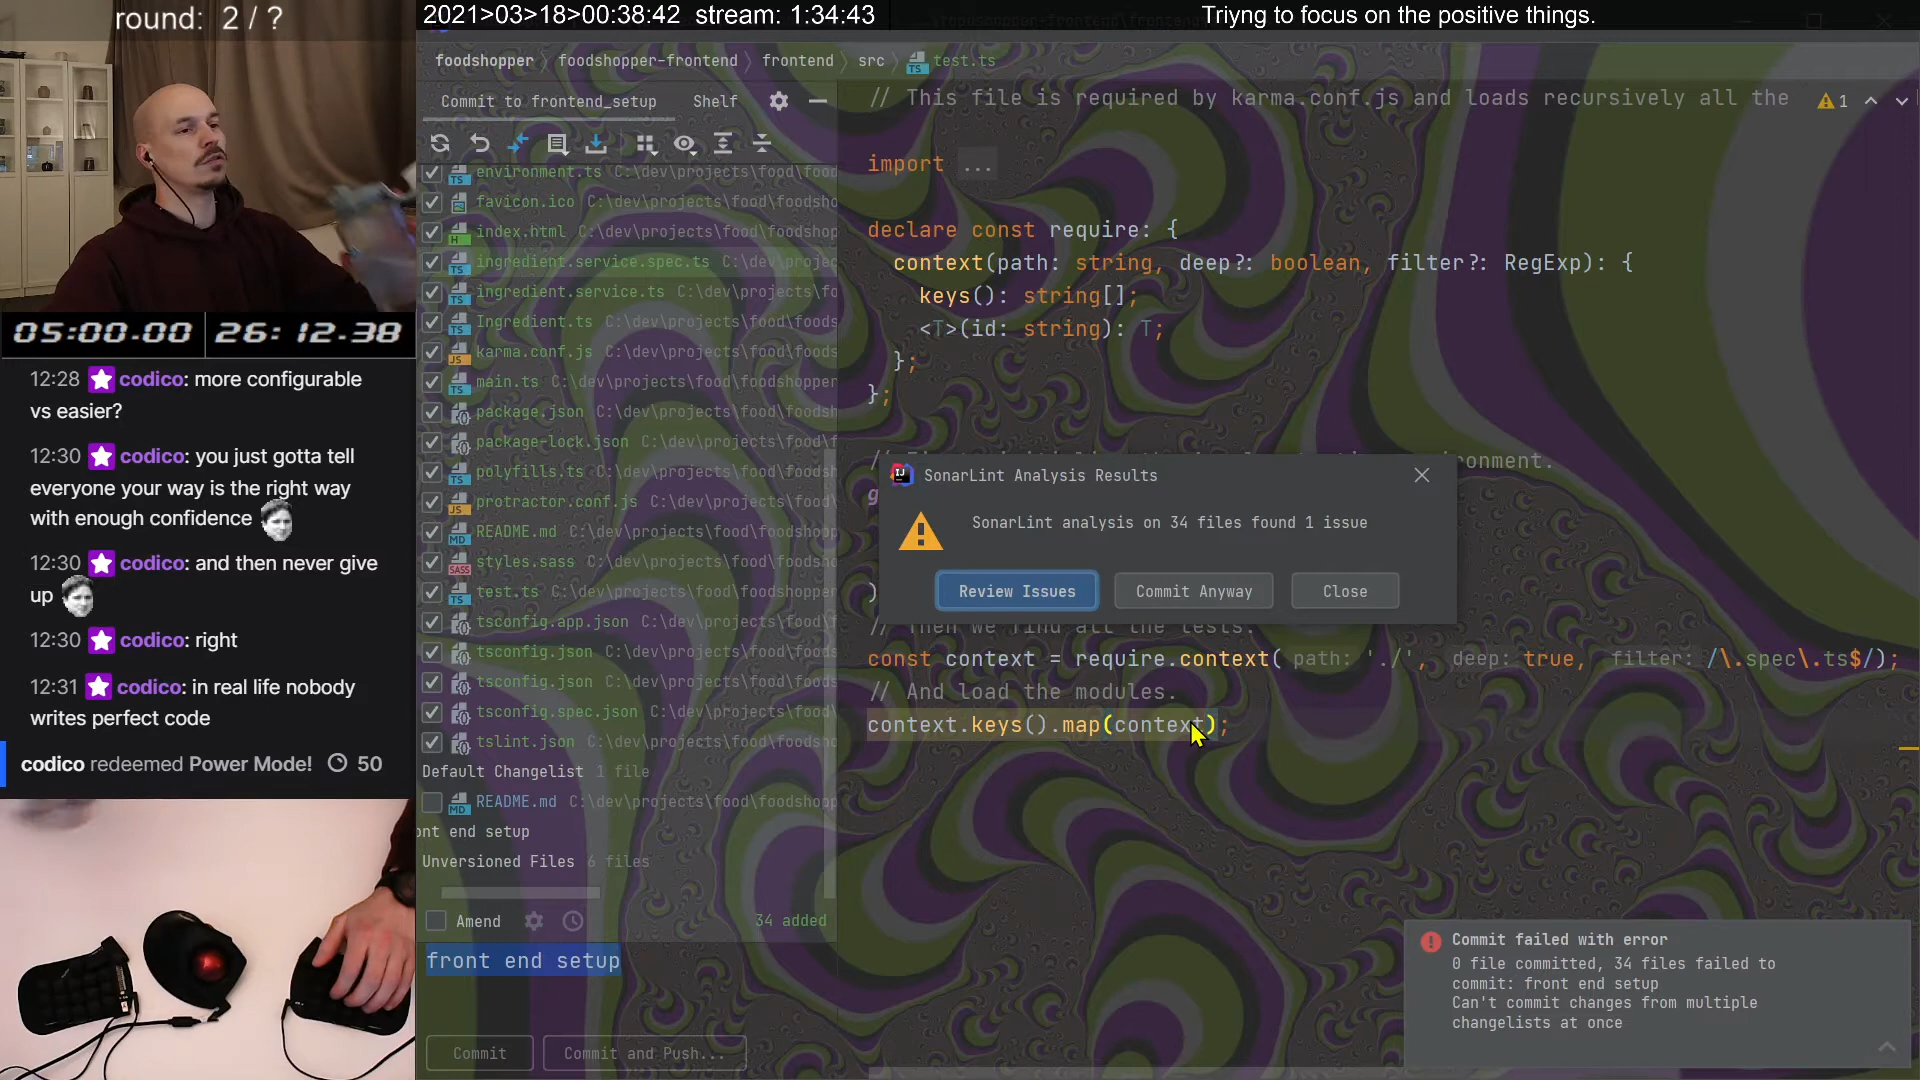 round: 2 / ?
2021>03>18>00:38:42 stream: 1:34:43
Triyng to focus on the positive things.
foodshopper
foodshopper-frontend
frontend
src
test.ts
Commit to frontend_setup
Shelf
environment.ts C:\dev\projects\food\foods
favicon.ico C:\dev\projects\food\foodsho
index.html C:\dev\projects\food\foodshop
ingredient.service.spec.ts C:\dev\projec
ingredient.service.ts C:\dev\projects\fo
Ingredient.ts C:\dev\projects\food\foods
karma.conf.js C:\dev\projects\food\foods
main.ts C:\dev\projects\food\foodshopper
package.json C:\dev\projects\food\foodsh
package-lock.json C:\dev\projects\food\f
polyfills.ts C:\dev\projects\food\foodsh
protractor.conf.js C:\dev\projects\food\
README.md C:\dev\projects\food\foodshopp
styles.sass C:\dev\projects\food\foodsho
test.ts C:\dev\projects\food\foodshopper
tsconfig.app.json C:\dev\projects\food\f
tsconfig.json C:\dev\projects\food\foods
tsconfig.json C:\dev\projects\food\foods
tsconfig.spec.json C:\dev\projects\food\
tslint.json C:\dev\projects\food\foodsho
Default Changelist 1 file
README.md C:\dev\projects\food\foodshopp
ont end setup
Unversioned Files 6 files
Amend
34 added
front end setup
Commit
Commit and Push...
// This file is required by karma.conf.js and loads recursively all the
1
import ...
declare const require: {
context(path: string, deep?: boolean, filter?: RegExp): {
keys(): string[];
<T>(id: string): T;
};
};
ronment.
SonarLint Analysis Results
SonarLint analysis on 34 files found 1 issue
Review Issues
Commit Anyway
Close
)
// Then we find all the tests.
const context = require.context( path: './', deep: true, filter: /\.spec\.ts$/);
// And load the modules.
context.keys().map(context);
Commit failed with error
0 file committed, 34 files failed to
commit: front end setup
Can't commit changes from multiple
changelists at once
05:00.00
26:12.38
12:28 codico: more configurable
vs easier?
12:30 codico: you just gotta tell
everyone your way is the right way
with enough confidence
12:30 codico: and then never give
up
12:30 codico: right
12:31 codico: in real life nobody
writes perfect code
codico redeemed Power Mode! 50